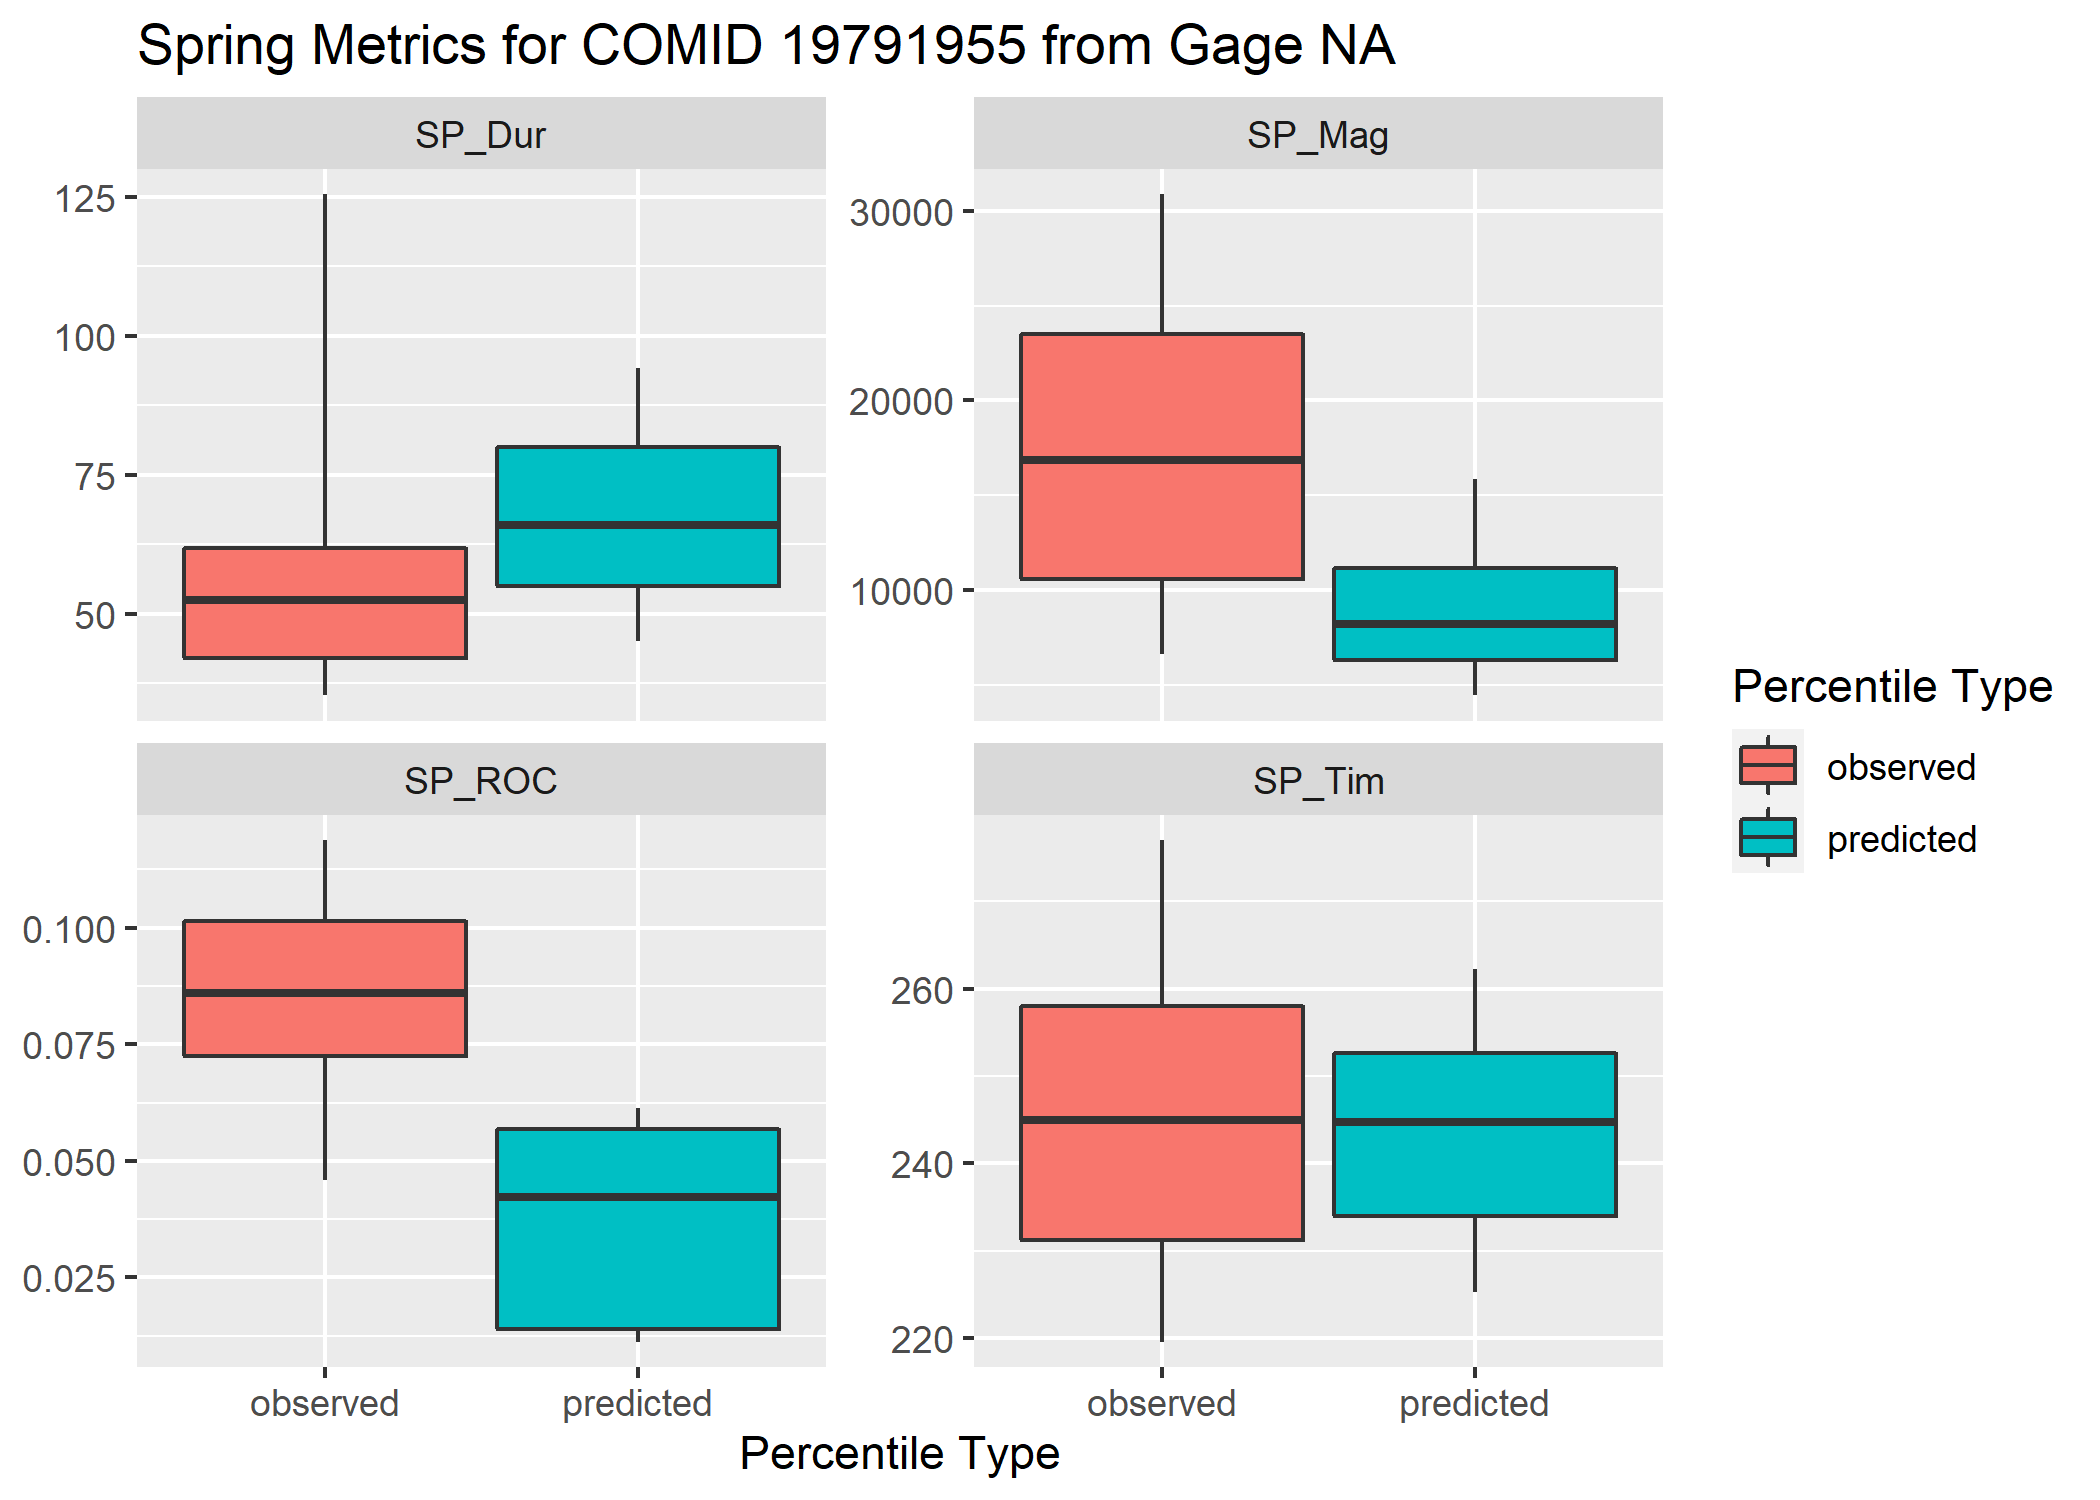 Spring Metrics for COMID 19791955 from Gage NA
SP_Dur
SP_Mag
125
100
75
50
30000
20000
10000
SP_ROC
SP_Tim
0.100
0.075
0.050
0.025
260
240
220
observed
predicted
observed
predicted
Percentile Type
Percentile Type
observed
predicted